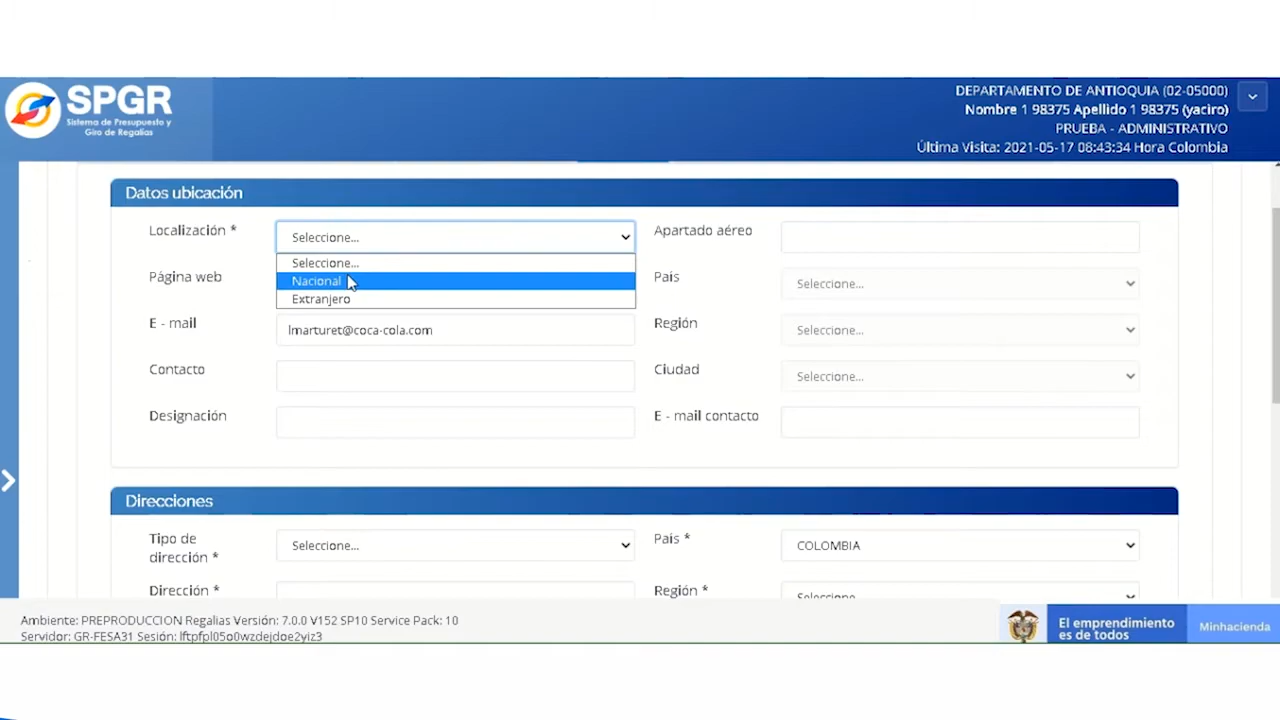 SPGR
Sistema de Presupuesto y
Giro de Regalías
DEPARTAMENTO DE ANTIOQUIA (02-05000)
Nombre 1 98375 Apellido 1 98375 (yaciro)
PRUEBA - ADMINISTRATIVO
Última Visita: 2021-05-17 08:43:34 Hora Colombia
Datos ubicación
Localización * Seleccione... Apartado aéreo
Seleccione...
Nacional
Extranjero
Página web País Seleccione...
E - mail lmarturet@coca-cola.com Región Seleccione...
Contacto Ciudad Seleccione...
Designación E - mail contacto
Direcciones
Tipo de
dirección * Seleccione... País * COLOMBIA
Dirección * Región * Seleccione...
Ambiente: PREPRODUCCION Regalias Versión: 7.0.0 V152 SP10 Service Pack: 10
Servidor: GR-FESA31 Sesión: lftpfpl05o0wzdejdoe2yiz3
El emprendimiento
es de todos
Minhacienda